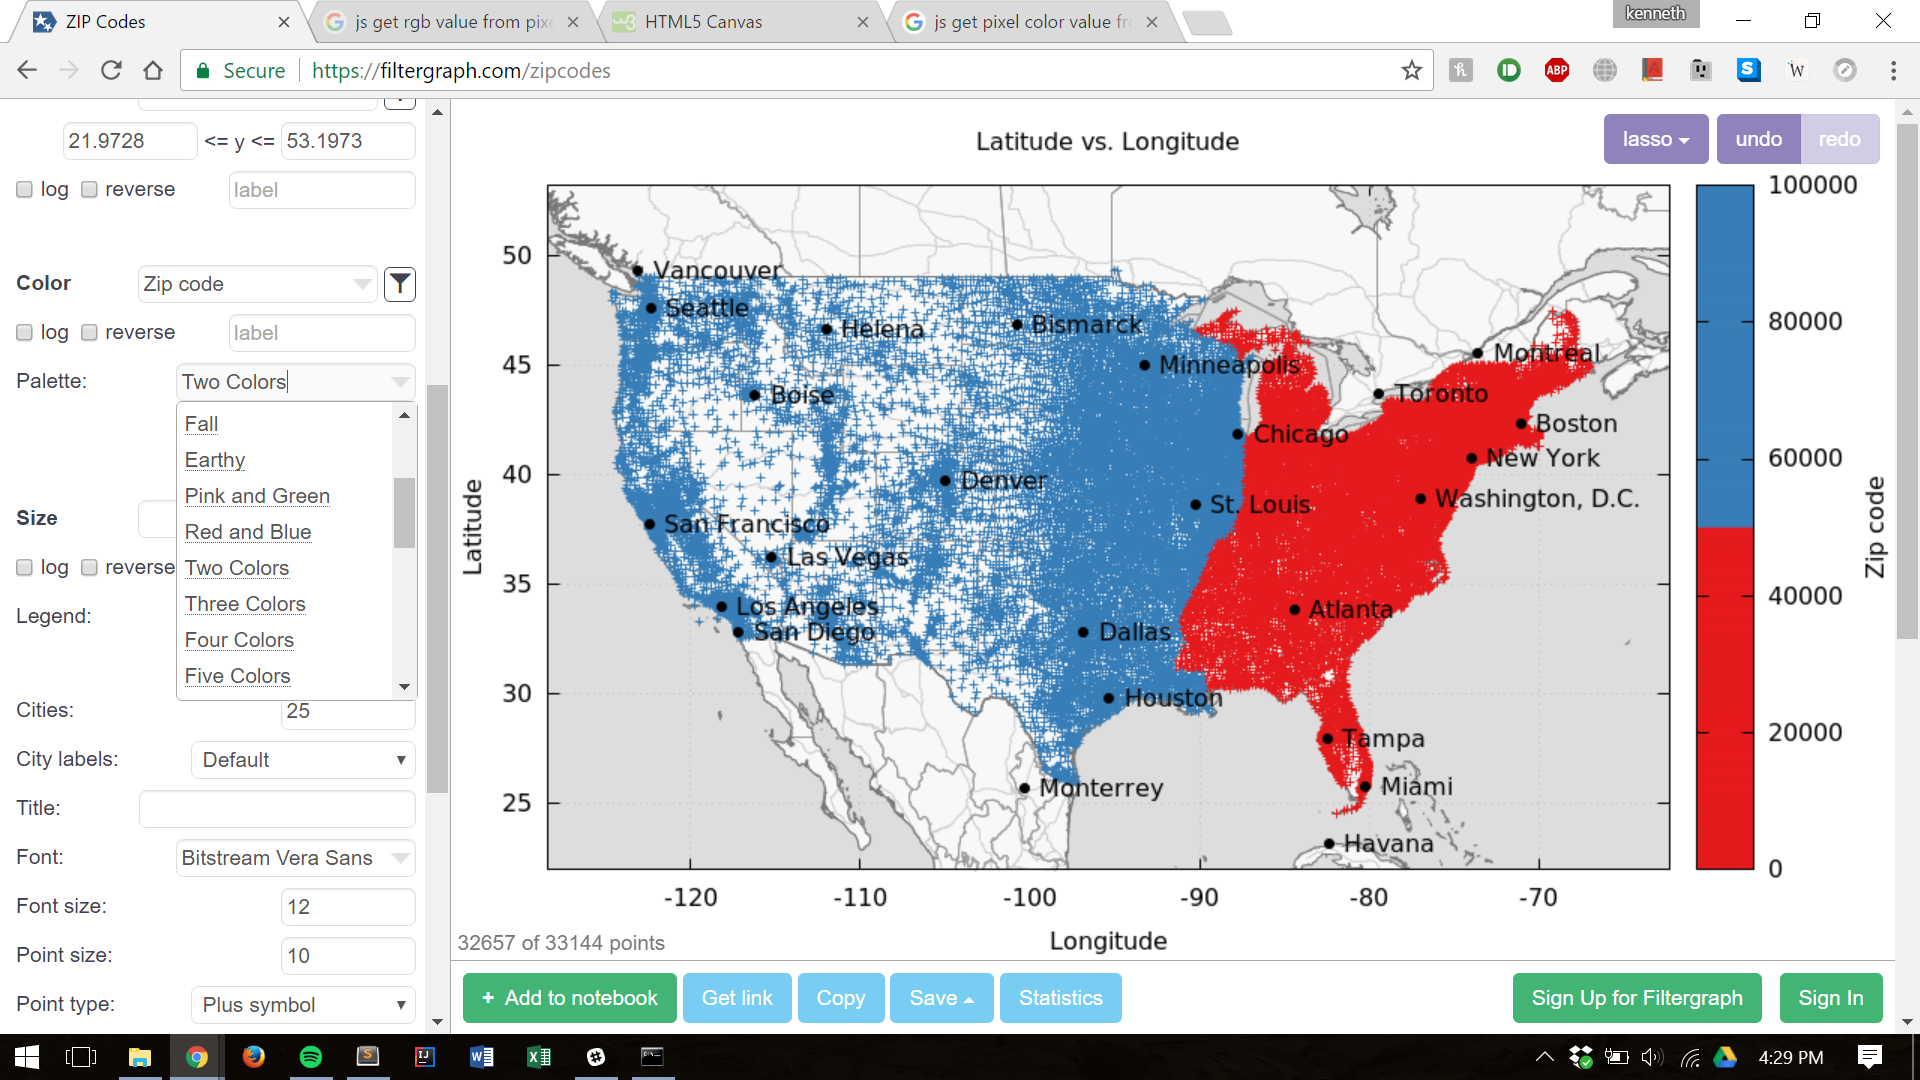 kenneth
ZIP Codes
js get rgb value from pixe
HTML5 Canvas
js get pixel color value fr
Secure
https://filtergraph.com/zipcodes
ABP
S
W
21.9728 <= y <= 53.1973
log reverse label
Color Zip code
log reverse label
Palette: Two Colors
Fall
Earthy
Pink and Green
Red and Blue
Two Colors
Three Colors
Four Colors
Five Colors
Size
log reverse
Legend:
Cities: 25
City labels: Default
Title:
Font: Bitstream Vera Sans
Font size: 12
Point size: 10
Point type: Plus symbol
Latitude vs. Longitude
lasso undo redo
Latitude
50
45
40
35
30
25
Vancouver
Seattle
Helena
Bismarck
Minneapolis
Montreal
Boise
Toronto
Chicago
Boston
New York
Denver
St. Louis
Washington, D.C.
San Francisco
Las Vegas
Los Angeles
San Diego
Dallas
Atlanta
Houston
Tampa
Miami
Monterrey
Havana
-120 -110 -100 -90 -80 -70
Longitude
100000
80000
60000
40000
20000
0
Zip code
32657 of 33144 points
+ Add to notebook
Get link
Copy
Save
Statistics
Sign Up for Filtergraph
Sign In
4:29 PM